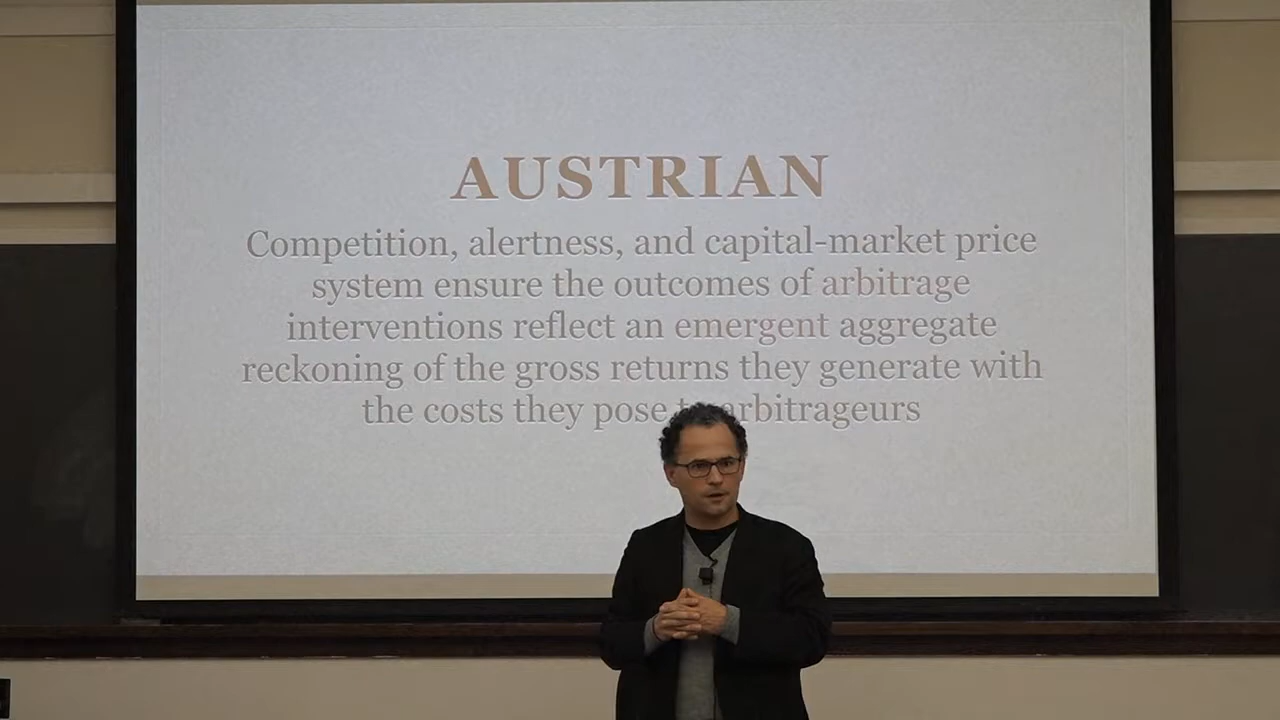 AUSTRIAN
Competition, alertness, and capital-market price
system ensure the outcomes of arbitrage
interventions reflect an emergent aggregate
reckoning of the gross returns they generate with
the costs they pose arbitrageurs